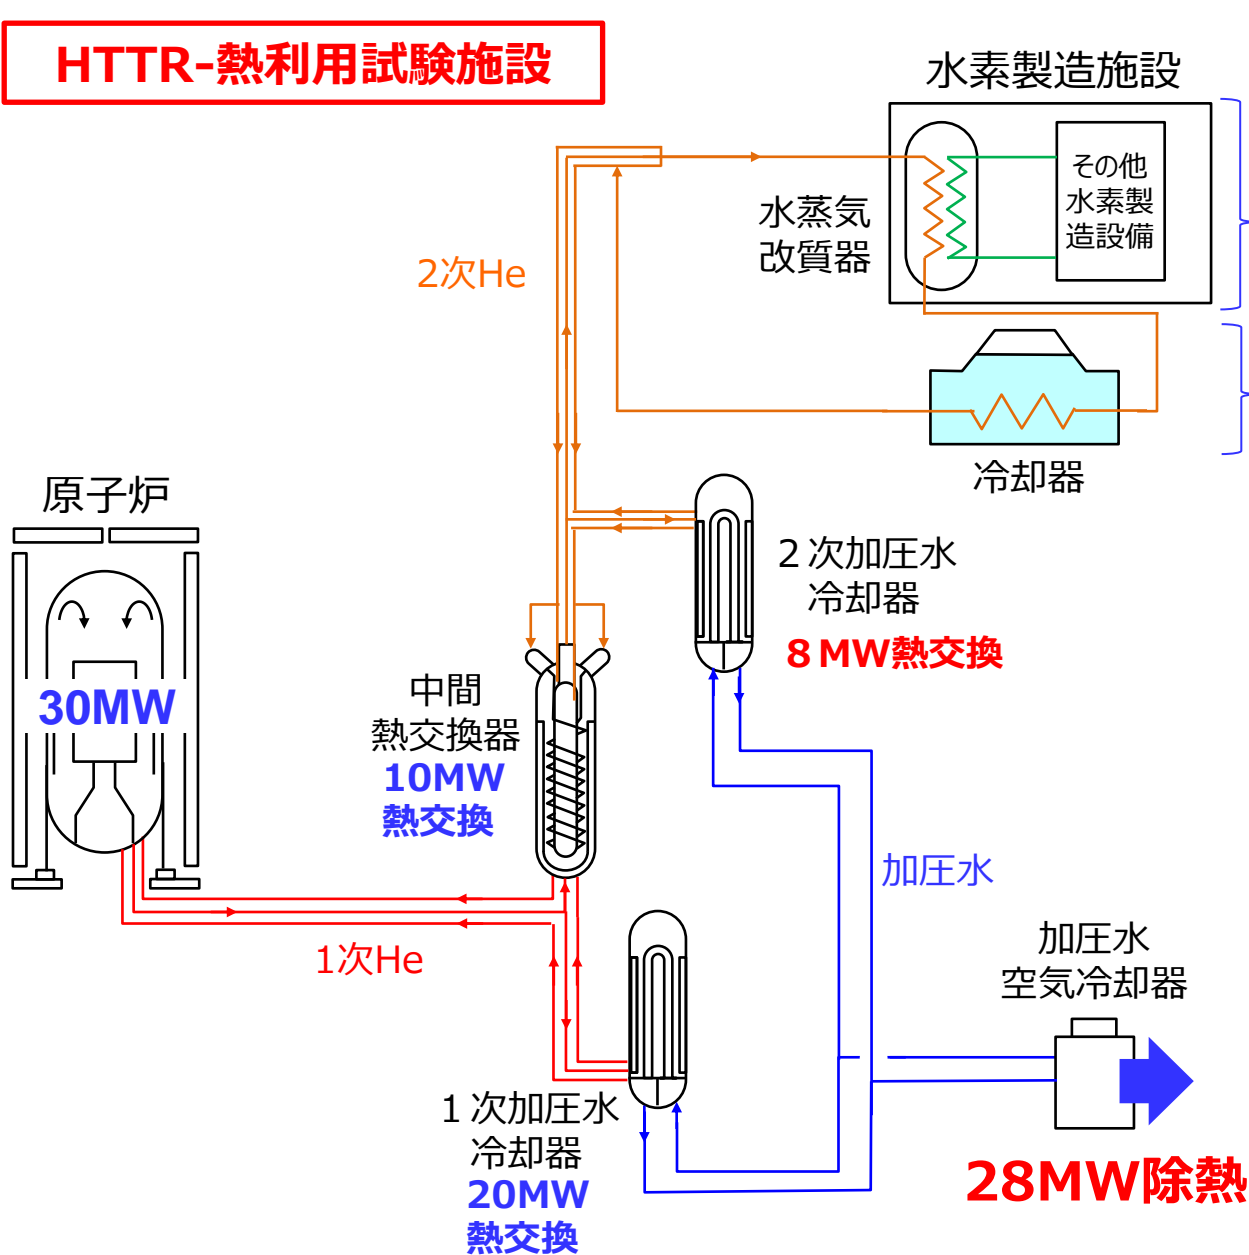 HTTR-熱利用試験施設
水素製造施設
その他
水素製
造設備
水蒸気
改質器
2次He
冷却器
原子炉
30MW
２次加圧水
冷却器
８MW熱交換
中間
熱交換器
10MW
熱交換
加圧水
1次He
加圧水
空気冷却器
１次加圧水
冷却器
20MW
熱交換
28MW除熱